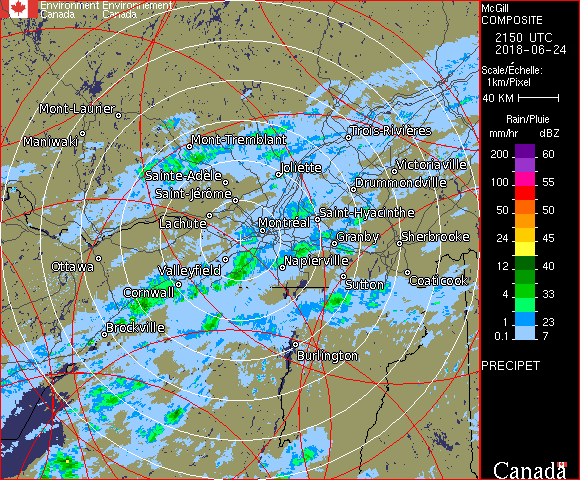 Environment Environnement
Canada Canada
McGill
COMPOSITE
2150 UTC
2018-06-24
Scale/Échelle:
1km/Pixel
40 KM
Rain/Pluie
mm/hr dBZ
200 60
100 55
50 50
24 45
12 40
4 33
1 23
0.1 7
PRECIPET
Canada
Mont-Laurier
Maniwaki
Mont-Tremblant
Trois-Rivières
Sainte-Adèle
Joliette
Victoriaville
Saint-Jérôme
Drummondville
Lachute
Saint-Hyacinthe
Montréal
Granby
Sherbrooke
Ottawa
Valleyfield
Napierville
Cornwall
Sutton
Coaticook
Brockville
Burlington